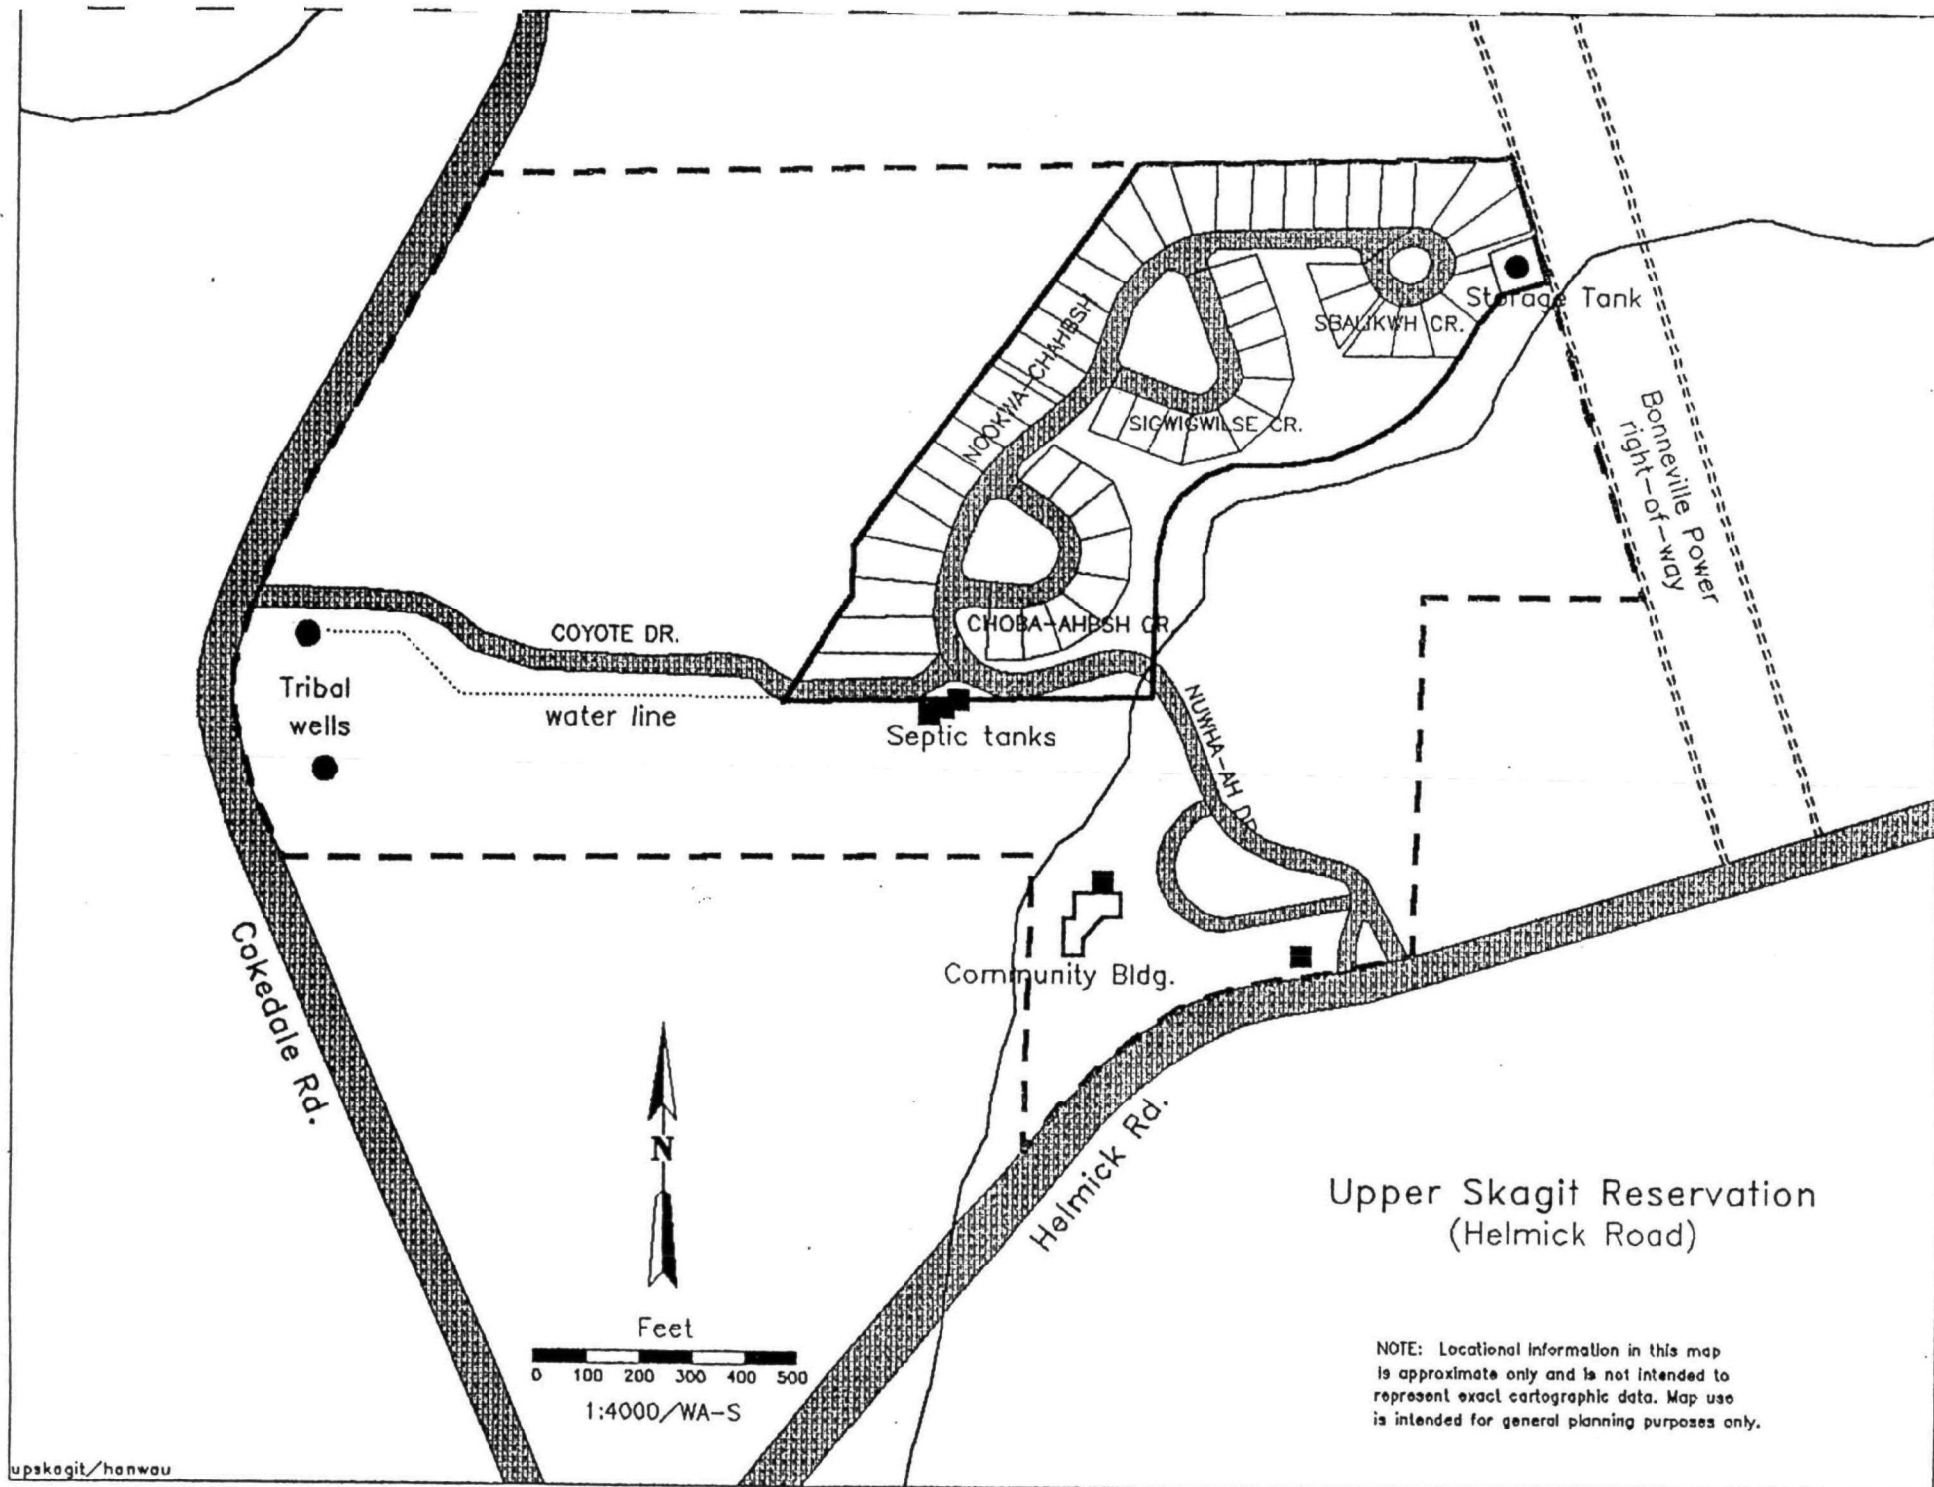 Storage Tank
SBALIKWH CR.
NOOKWA-CHAHBSH
SIGWIGWILSE CR.
Bonneville Power
right-of-way
CHOBA-AHBSH CR.
COYOTE DR.
Tribal
wells
water line
Septic tanks
NUWHA-AH DR.
Community Bldg.
Cokedale Rd.
Helmick Rd.
N
Feet
0 100 200 300 400 500
1:4000/WA-S
Upper Skagit Reservation
(Helmick Road)
NOTE: Locational information in this map
is approximate only and is not intended to
represent exact cartographic data. Map use
is intended for general planning purposes only.
upskagit/hanwau